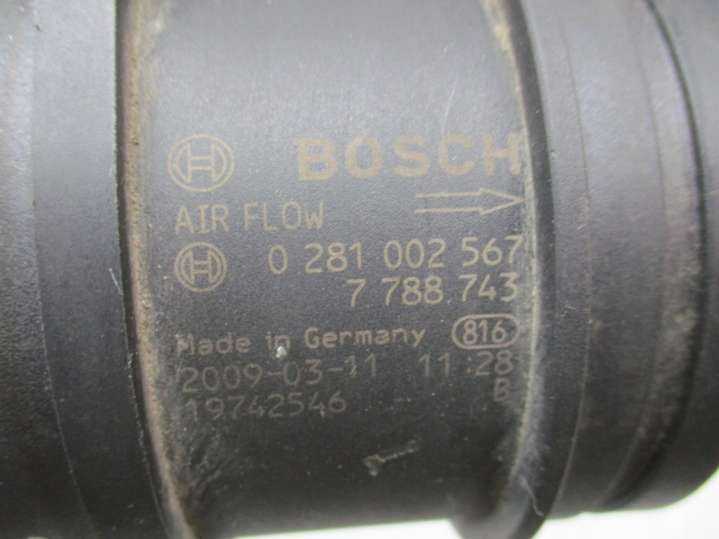 BOSCH
AIR FLOW
0 281 002 567
7 788 743
Made in Germany 816
2009-03-11 11:28
19742546 B